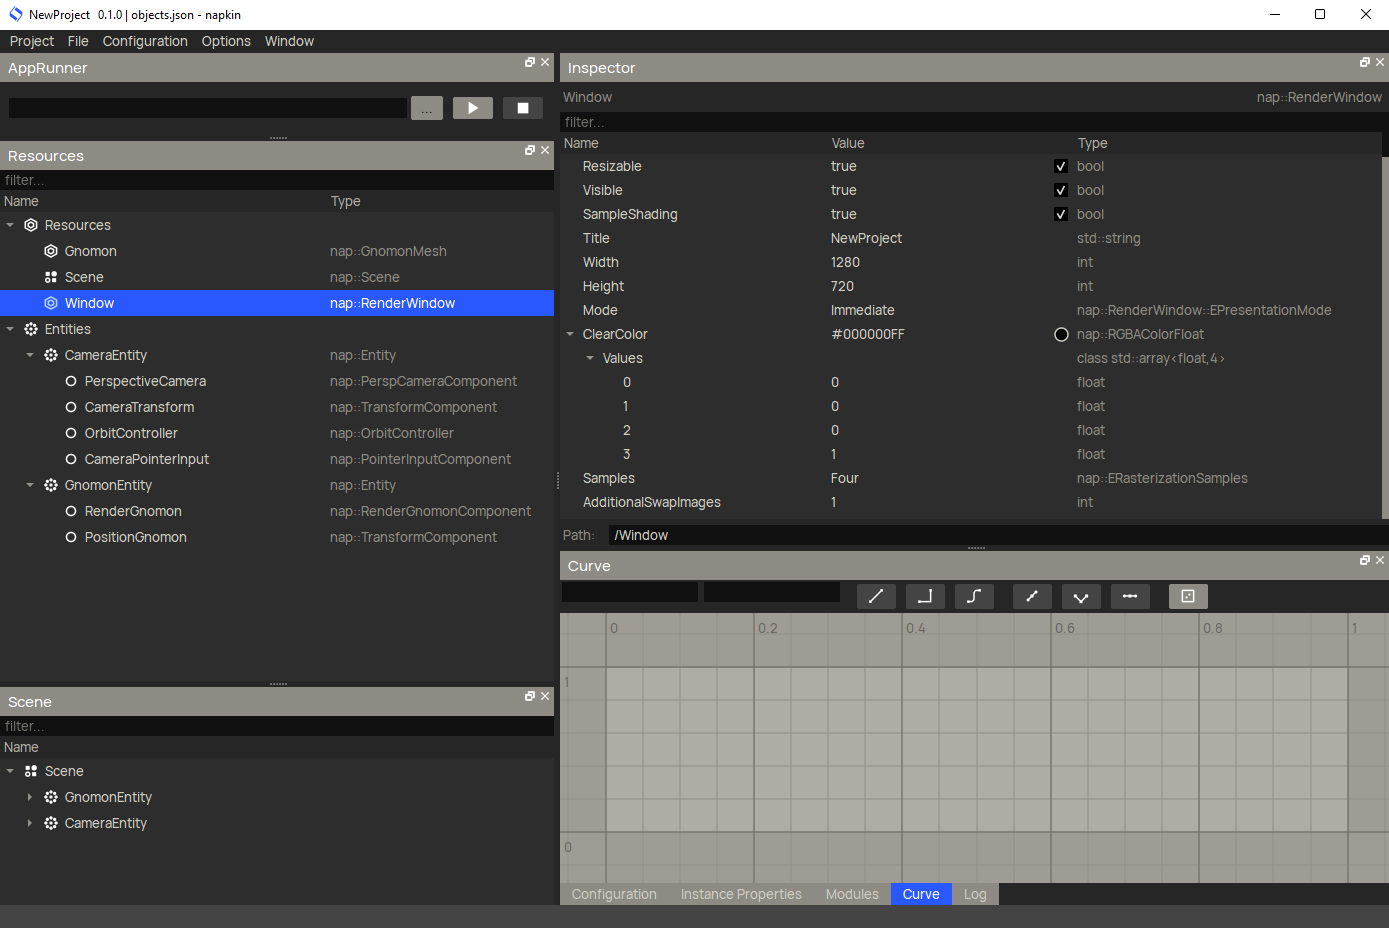 NewProject 0.1.0 | objects.json - napkin
Project File Configuration Options Window
AppRunner
...
Resources
filter...
Name Type
Resources
Gnomon nap::GnomonMesh
Scene nap::Scene
Window nap::RenderWindow
Entities
CameraEntity nap::Entity
PerspectiveCamera nap::PerspCameraComponent
CameraTransform nap::TransformComponent
OrbitController nap::OrbitController
CameraPointerInput nap::PointerInputComponent
GnomonEntity nap::Entity
RenderGnomon nap::RenderGnomonComponent
PositionGnomon nap::TransformComponent
Scene
filter...
Name
Scene
GnomonEntity
CameraEntity
Inspector
Window nap::RenderWindow
filter...
Name Value Type
Resizable true bool
Visible true bool
SampleShading true bool
Title NewProject std::string
Width 1280 int
Height 720 int
Mode Immediate nap::RenderWindow::EPresentationMode
ClearColor #000000FF nap::RGBAColorFloat
Values class std::array<float,4>
0 0 float
1 0 float
2 0 float
3 1 float
Samples Four nap::ERasterizationSamples
AdditionalSwapImages 1 int
Path: /Window
Curve
0 0.2 0.4 0.6 0.8 1
1
0
Configuration Instance Properties Modules Curve Log